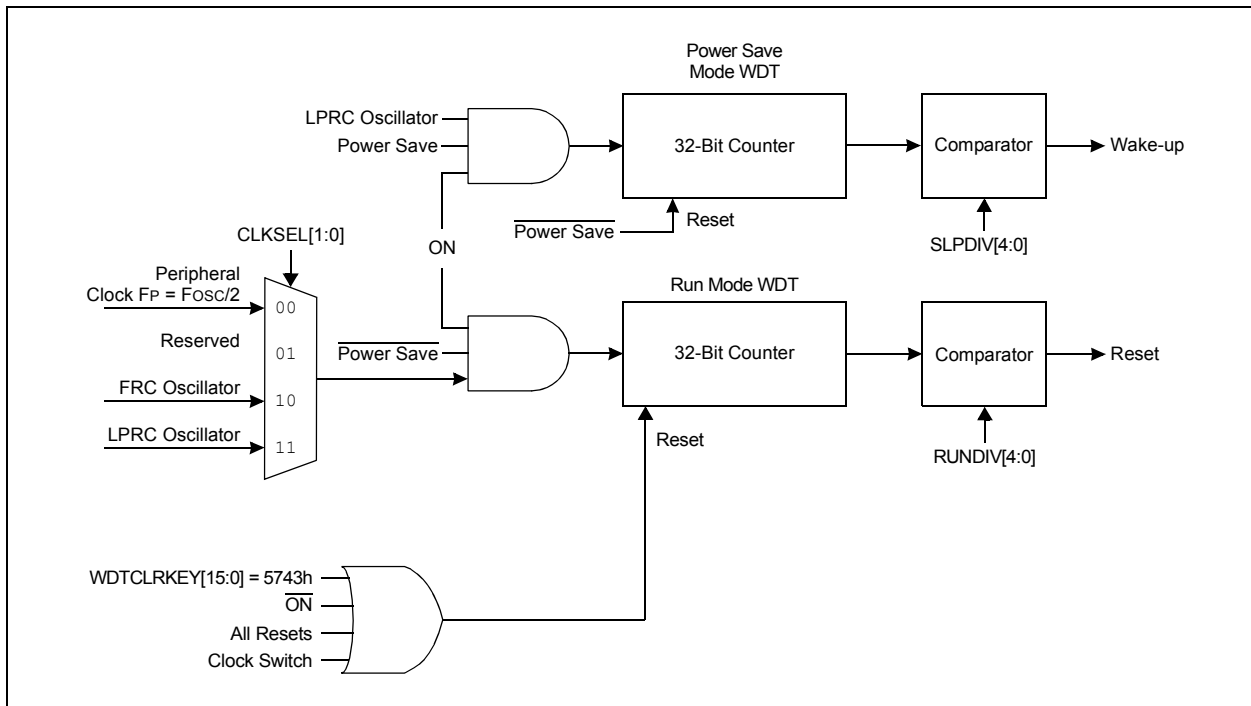 Power Save
Mode WDT
LPRC Oscillator
Power Save
32-Bit Counter
Comparator
Wake-up
Power Save
Reset
SLPDIV[4:0]
ON
CLKSEL[1:0]
Peripheral
Clock FP = FOSC/2
00
Reserved
01
FRC Oscillator
10
LPRC Oscillator
11
Run Mode WDT
Power Save
32-Bit Counter
Comparator
Reset
Reset
RUNDIV[4:0]
WDTCLRKEY[15:0] = 5743h
ON
All Resets
Clock Switch